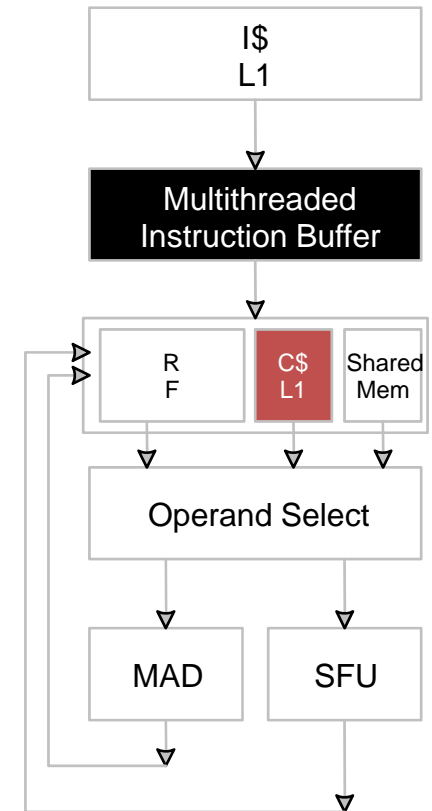 I$
L1
Multithreaded
Instruction Buffer
R
F
C$
L1
Shared
Mem
Operand Select
MAD
SFU